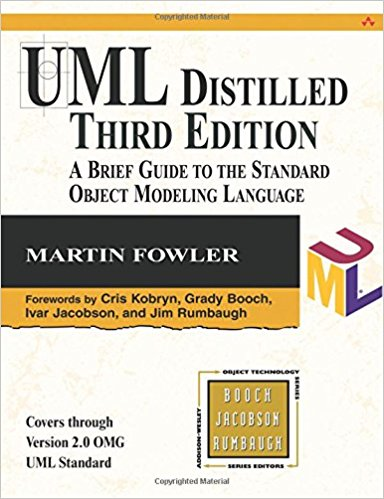 UML DISTILLED
THIRD EDITION
A BRIEF GUIDE TO THE STANDARD
OBJECT MODELING LANGUAGE
MARTIN FOWLER
UML
Forewords by Cris Kobryn, Grady Booch,
Ivar Jacobson, and Jim Rumbaugh
Covers through
Version 2.0 OMG
UML Standard
ADDISON-WESLEY
OBJECT TECHNOLOGY
SERIES
BOOCH
JACOBSON
RUMBAUGH
SERIES EDITORS